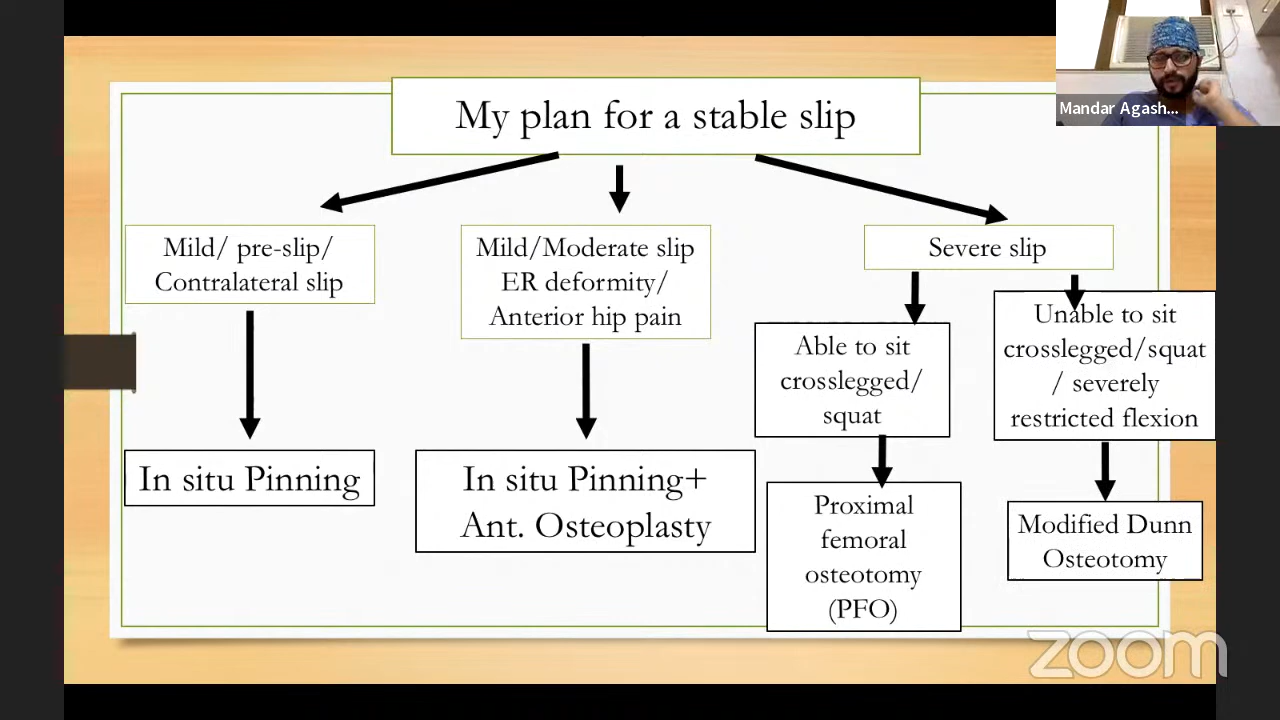 Mandar Agash...
My plan for a stable slip
Mild/ pre-slip/
Contralateral slip
Mild/Moderate slip
ER deformity/
Anterior hip pain
Severe slip
Able to sit
crosslegged/
squat
Unable to sit
crosslegged/squat
/ severely
restricted flexion
In situ Pinning
In situ Pinning+
Ant. Osteoplasty
Proximal
femoral
osteotomy
(PFO)
Modified Dunn
Osteotomy
zoom